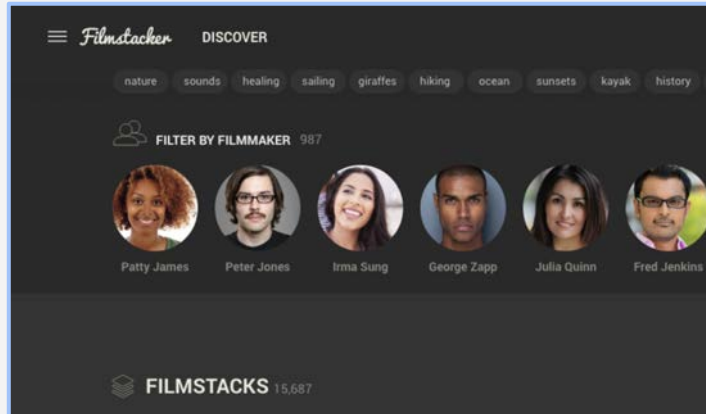 Filmstacker DISCOVER
nature sounds healing sailing giraffes hiking ocean sunsets kayak history
FILTER BY FILMMAKER 987
Patty James Peter Jones Irma Sung George Zapp Julia Quinn Fred Jenkins
FILMSTACKS 15,687